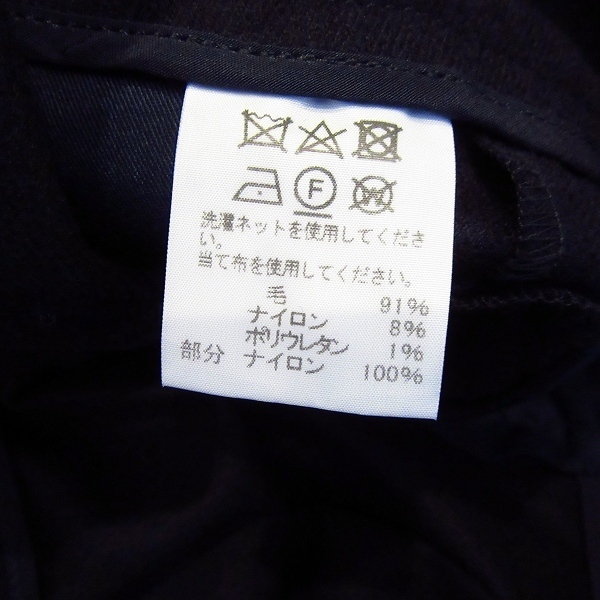 F W
洗濯ネットを使用してくださ
い。
当て布を使用してください。
毛 91%
ナイロン 8%
ポリウレタン 1%
部分 ナイロン 100%